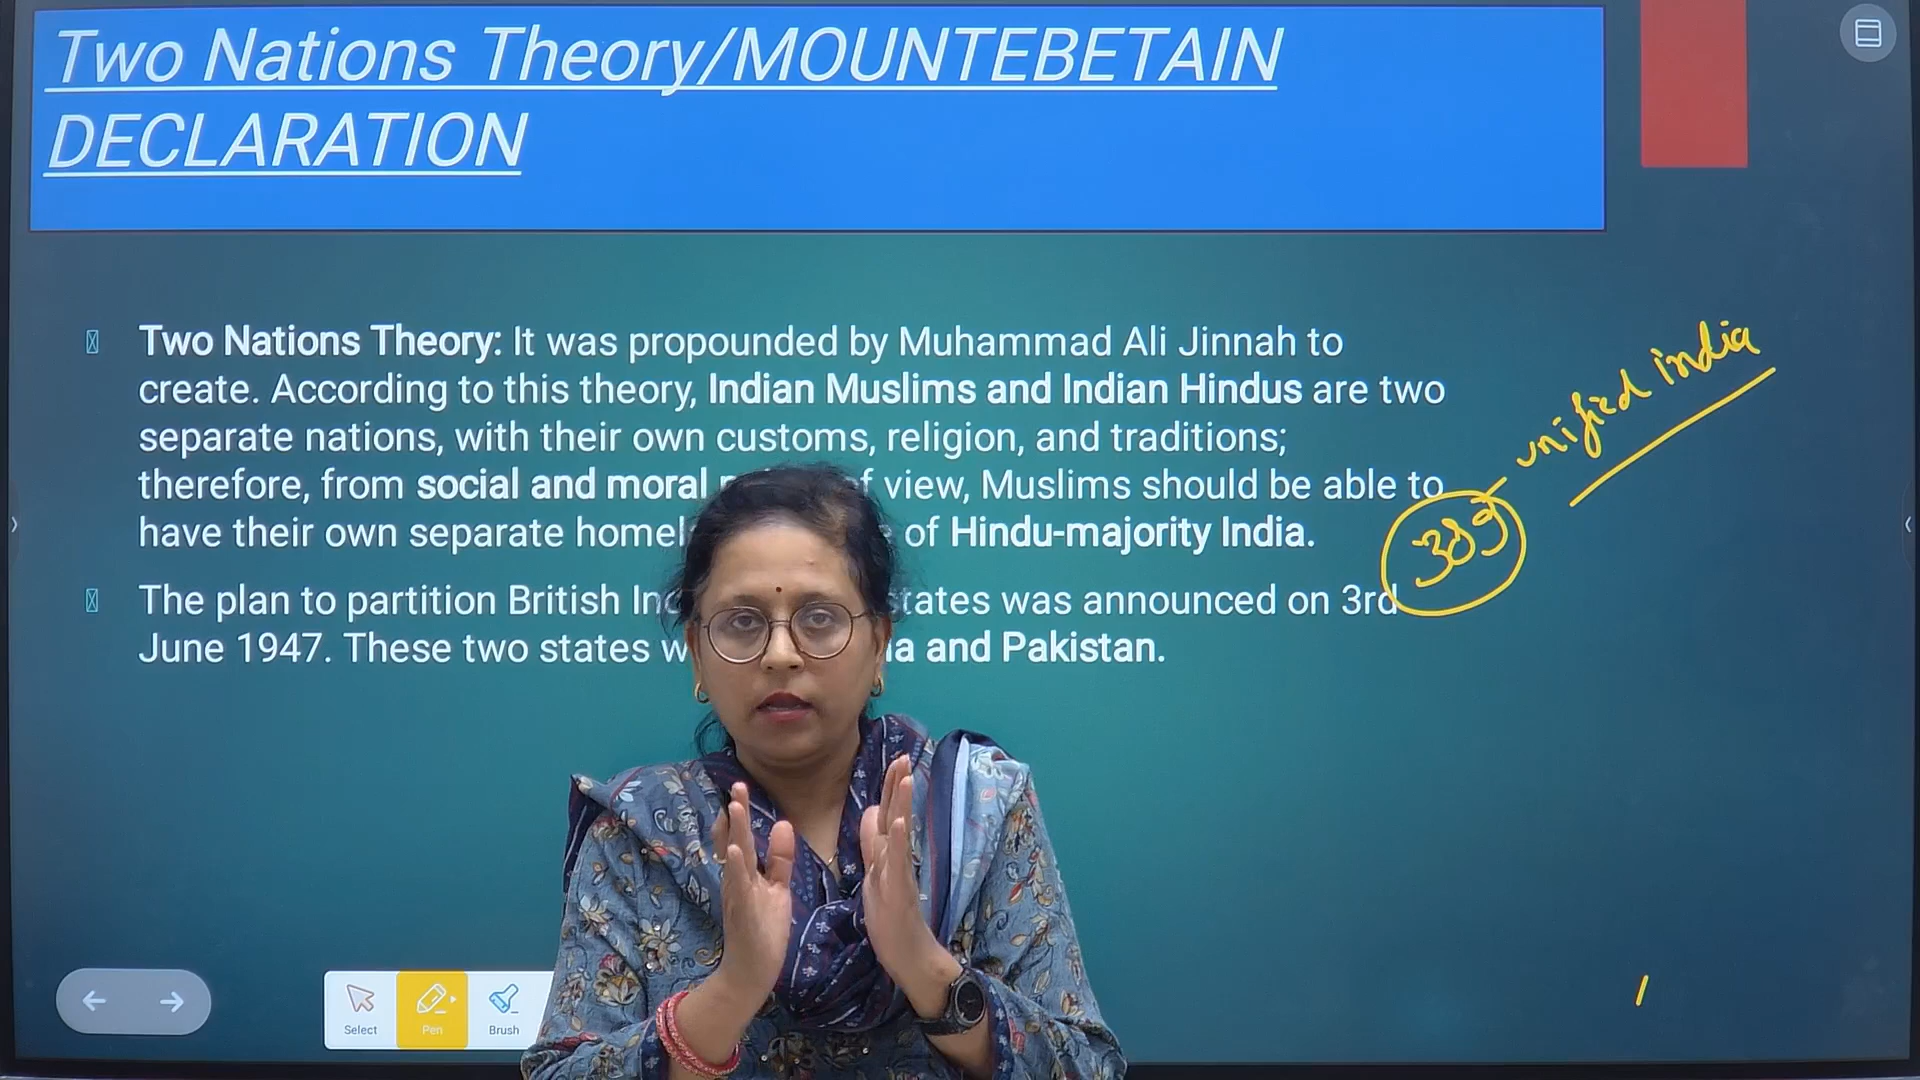 Two Nations Theory/MOUNTEBETAIN
DECLARATION
Two Nations Theory: It was propounded by Muhammad Ali Jinnah to
create. According to this theory, Indian Muslims and Indian Hindus are two
separate nations, with their own customs, religion, and traditions;
therefore, from social and moral view, Muslims should be able to
have their own separate of Hindu-majority India.
The plan to partition British states was announced on 3rd
June 1947. These two states and Pakistan.
unified india
389
Select
Pen
Brush